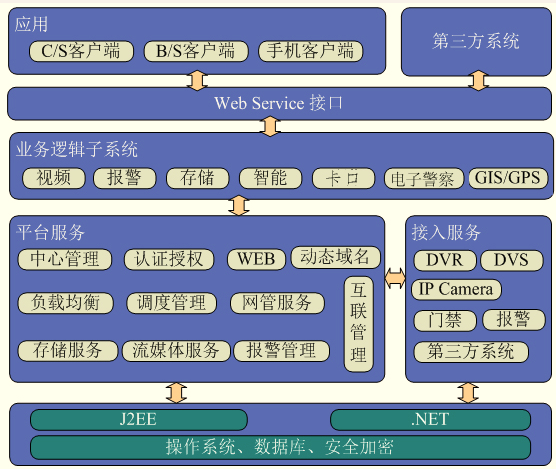 应用
C/S客户端 B/S客户端 手机客户端
第三方系统
Web Service 接口
业务逻辑子系统
视频 报警 存储 智能 卡口 电子警察 GIS/GPS
平台服务
中心管理 认证授权 WEB 动态域名
负载均衡 调度管理 网管服务
存储服务 流媒体服务 报警管理
互联管理
接入服务
DVR DVS
IP Camera
门禁 报警
第三方系统
J2EE .NET
操作系统、数据库、安全加密